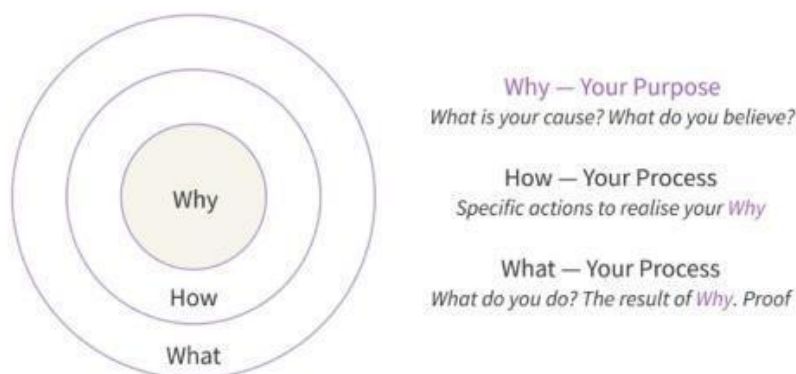 Why
How
What
Why — Your Purpose
What is your cause? What do you believe?
How — Your Process
Specific actions to realise your Why
What — Your Process
What do you do? The result of Why. Proof